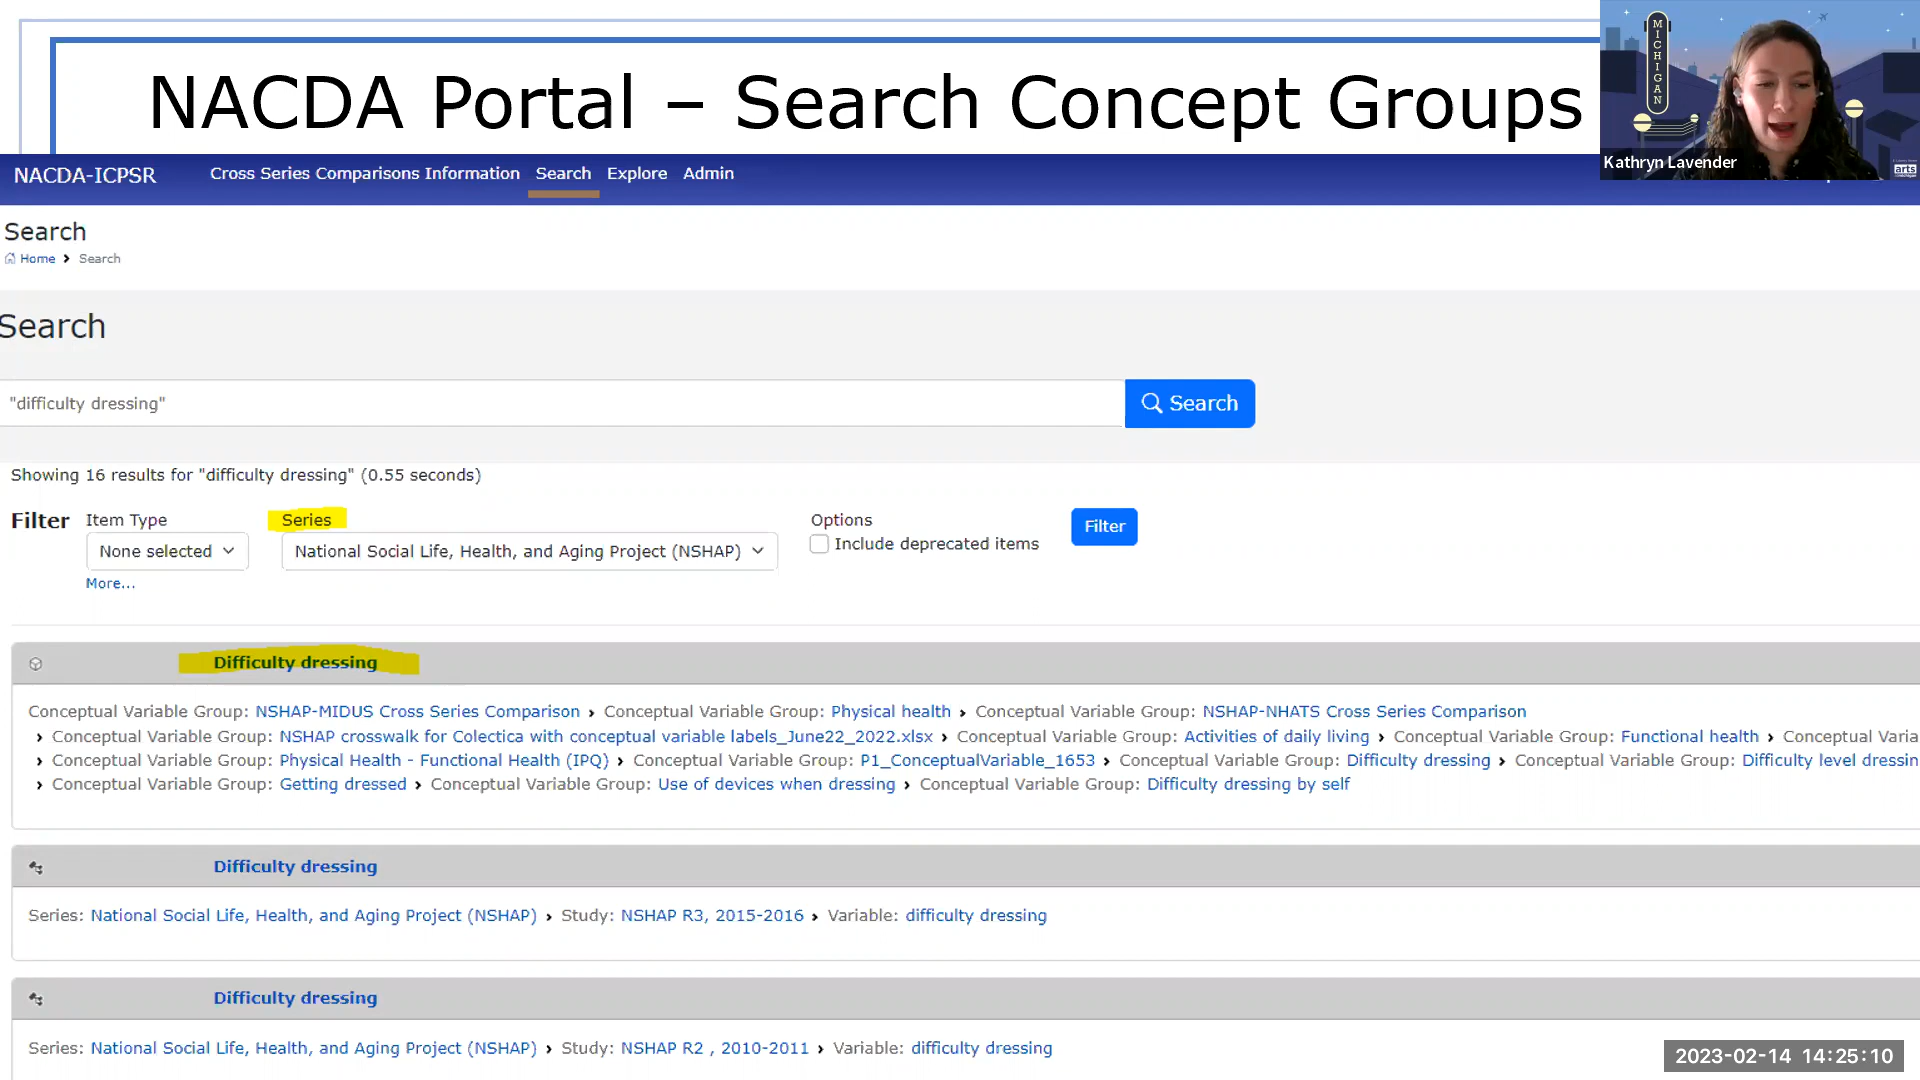 NACDA Portal – Search Concept Groups
MICHIGAN
Kathryn Lavender
arts
NACDA-ICPSR Cross Series Comparisons Information Search Explore Admin
Search
Home > Search
Search
"difficulty dressing" Search
Showing 16 results for "difficulty dressing" (0.55 seconds)
Filter Item Type Series Options Filter
None selected National Social Life, Health, and Aging Project (NSHAP) Include deprecated items
More...
Difficulty dressing
Conceptual Variable Group: NSHAP-MIDUS Cross Series Comparison > Conceptual Variable Group: Physical health > Conceptual Variable Group: NSHAP-NHATS Cross Series Comparison
> Conceptual Variable Group: NSHAP crosswalk for Colectica with conceptual variable labels_June22_2022.xlsx > Conceptual Variable Group: Activities of daily living > Conceptual Variable Group: Functional health > Conceptual Varia
> Conceptual Variable Group: Physical Health - Functional Health (IPQ) > Conceptual Variable Group: P1_ConceptualVariable_1653 > Conceptual Variable Group: Difficulty dressing > Conceptual Variable Group: Difficulty level dressin
> Conceptual Variable Group: Getting dressed > Conceptual Variable Group: Use of devices when dressing > Conceptual Variable Group: Difficulty dressing by self
Difficulty dressing
Series: National Social Life, Health, and Aging Project (NSHAP) > Study: NSHAP R3, 2015-2016 > Variable: difficulty dressing
Difficulty dressing
Series: National Social Life, Health, and Aging Project (NSHAP) > Study: NSHAP R2 , 2010-2011 > Variable: difficulty dressing
2023-02-14 14:25:10